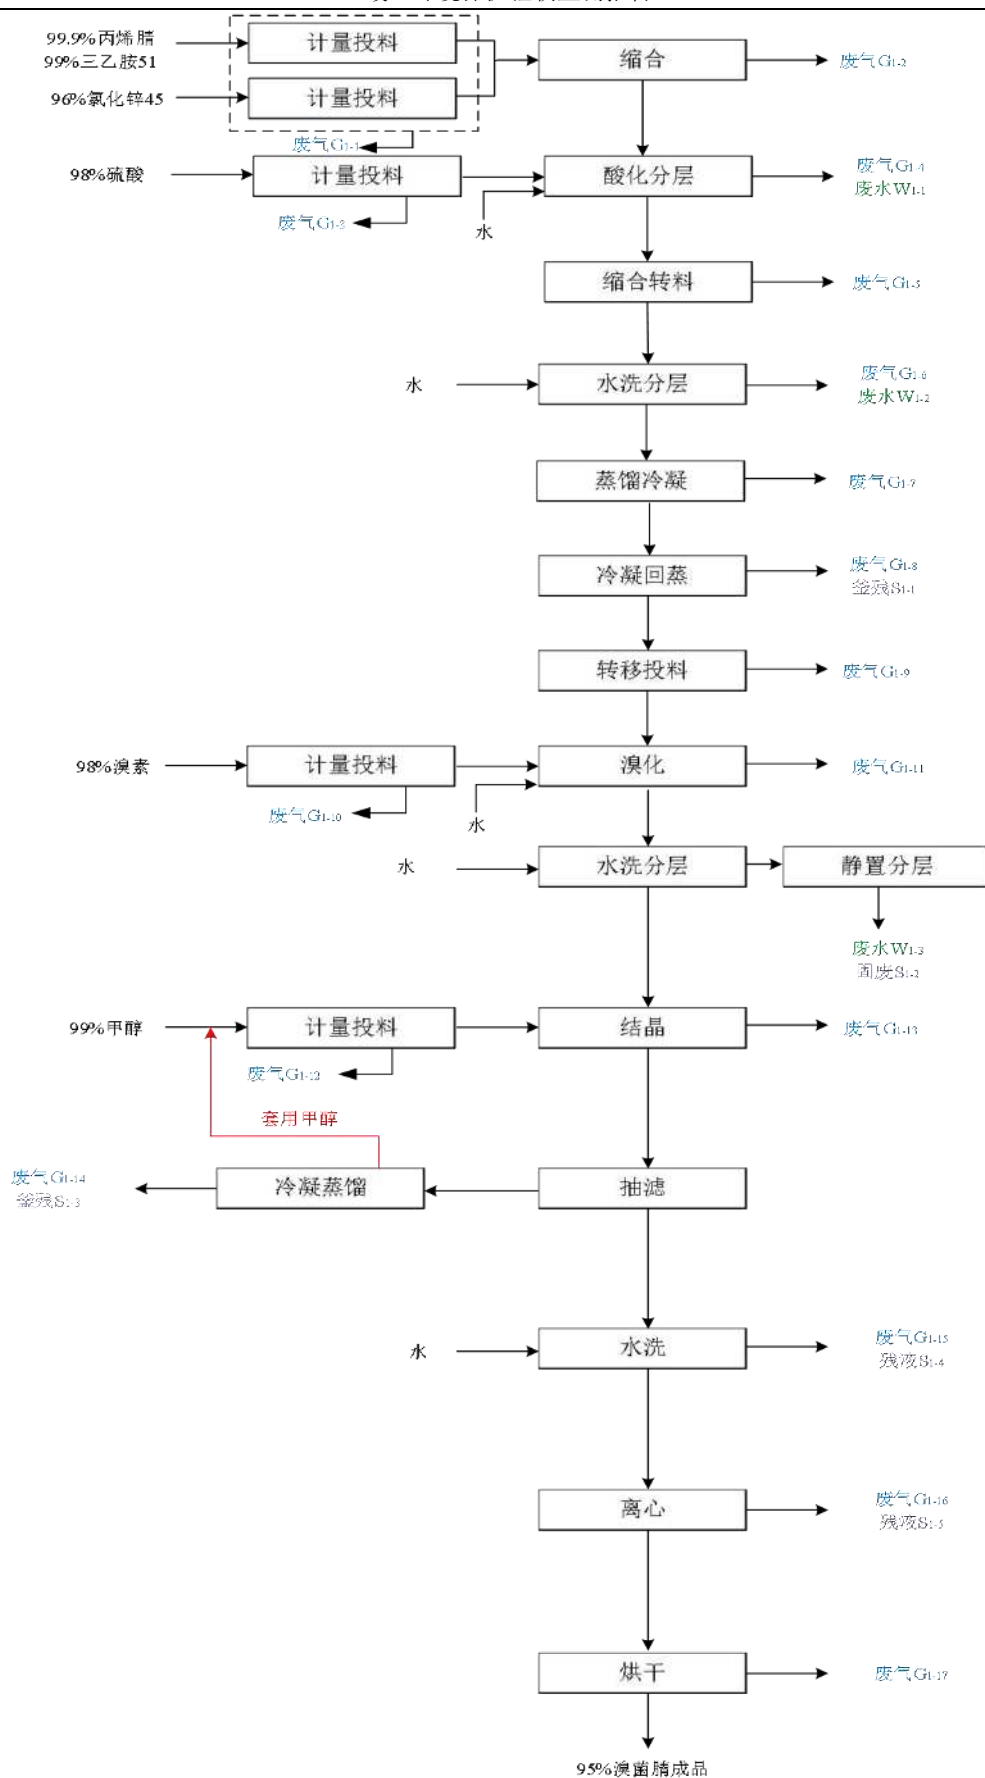 99.9%丙烯腈
99%三乙胺51
计量投料
缩合
废气G1-2
96%氯化锌45
计量投料
废气G1-1
98%硫酸
计量投料
酸化分层
废气G1-4
废水W1-1
废气G1-3
水
缩合转料
废气G1-5
水
水洗分层
废气G1-6
废水W1-2
蒸馏冷凝
废气G1-7
冷凝回蒸
废气G1-8
釜残S1-1
转移投料
废气G1-9
98%溴素
计量投料
溴化
废气G1-11
废气G1-10
水
水
水洗分层
静置分层
废水W1-3
固废S1-2
99%甲醇
计量投料
结晶
废气G1-13
废气G1-12
套用甲醇
废气G1-14
釜残S1-3
冷凝蒸馏
抽滤
水
水洗
废气G1-15
残液S1-4
离心
废气G1-16
残液S1-5
烘干
废气G1-17
95%溴菌腈成品